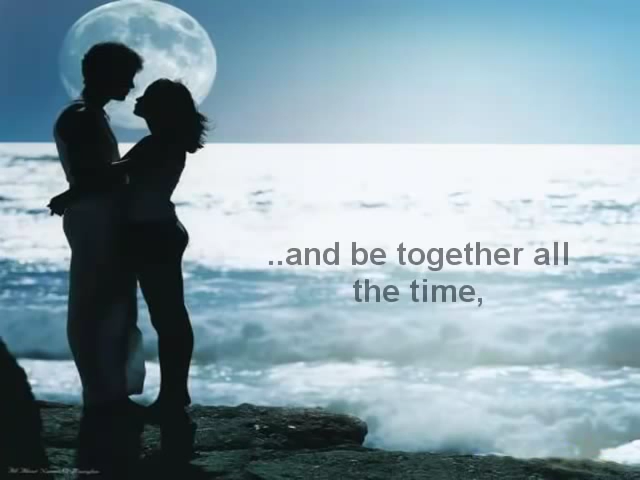 ..and be together all
the time,